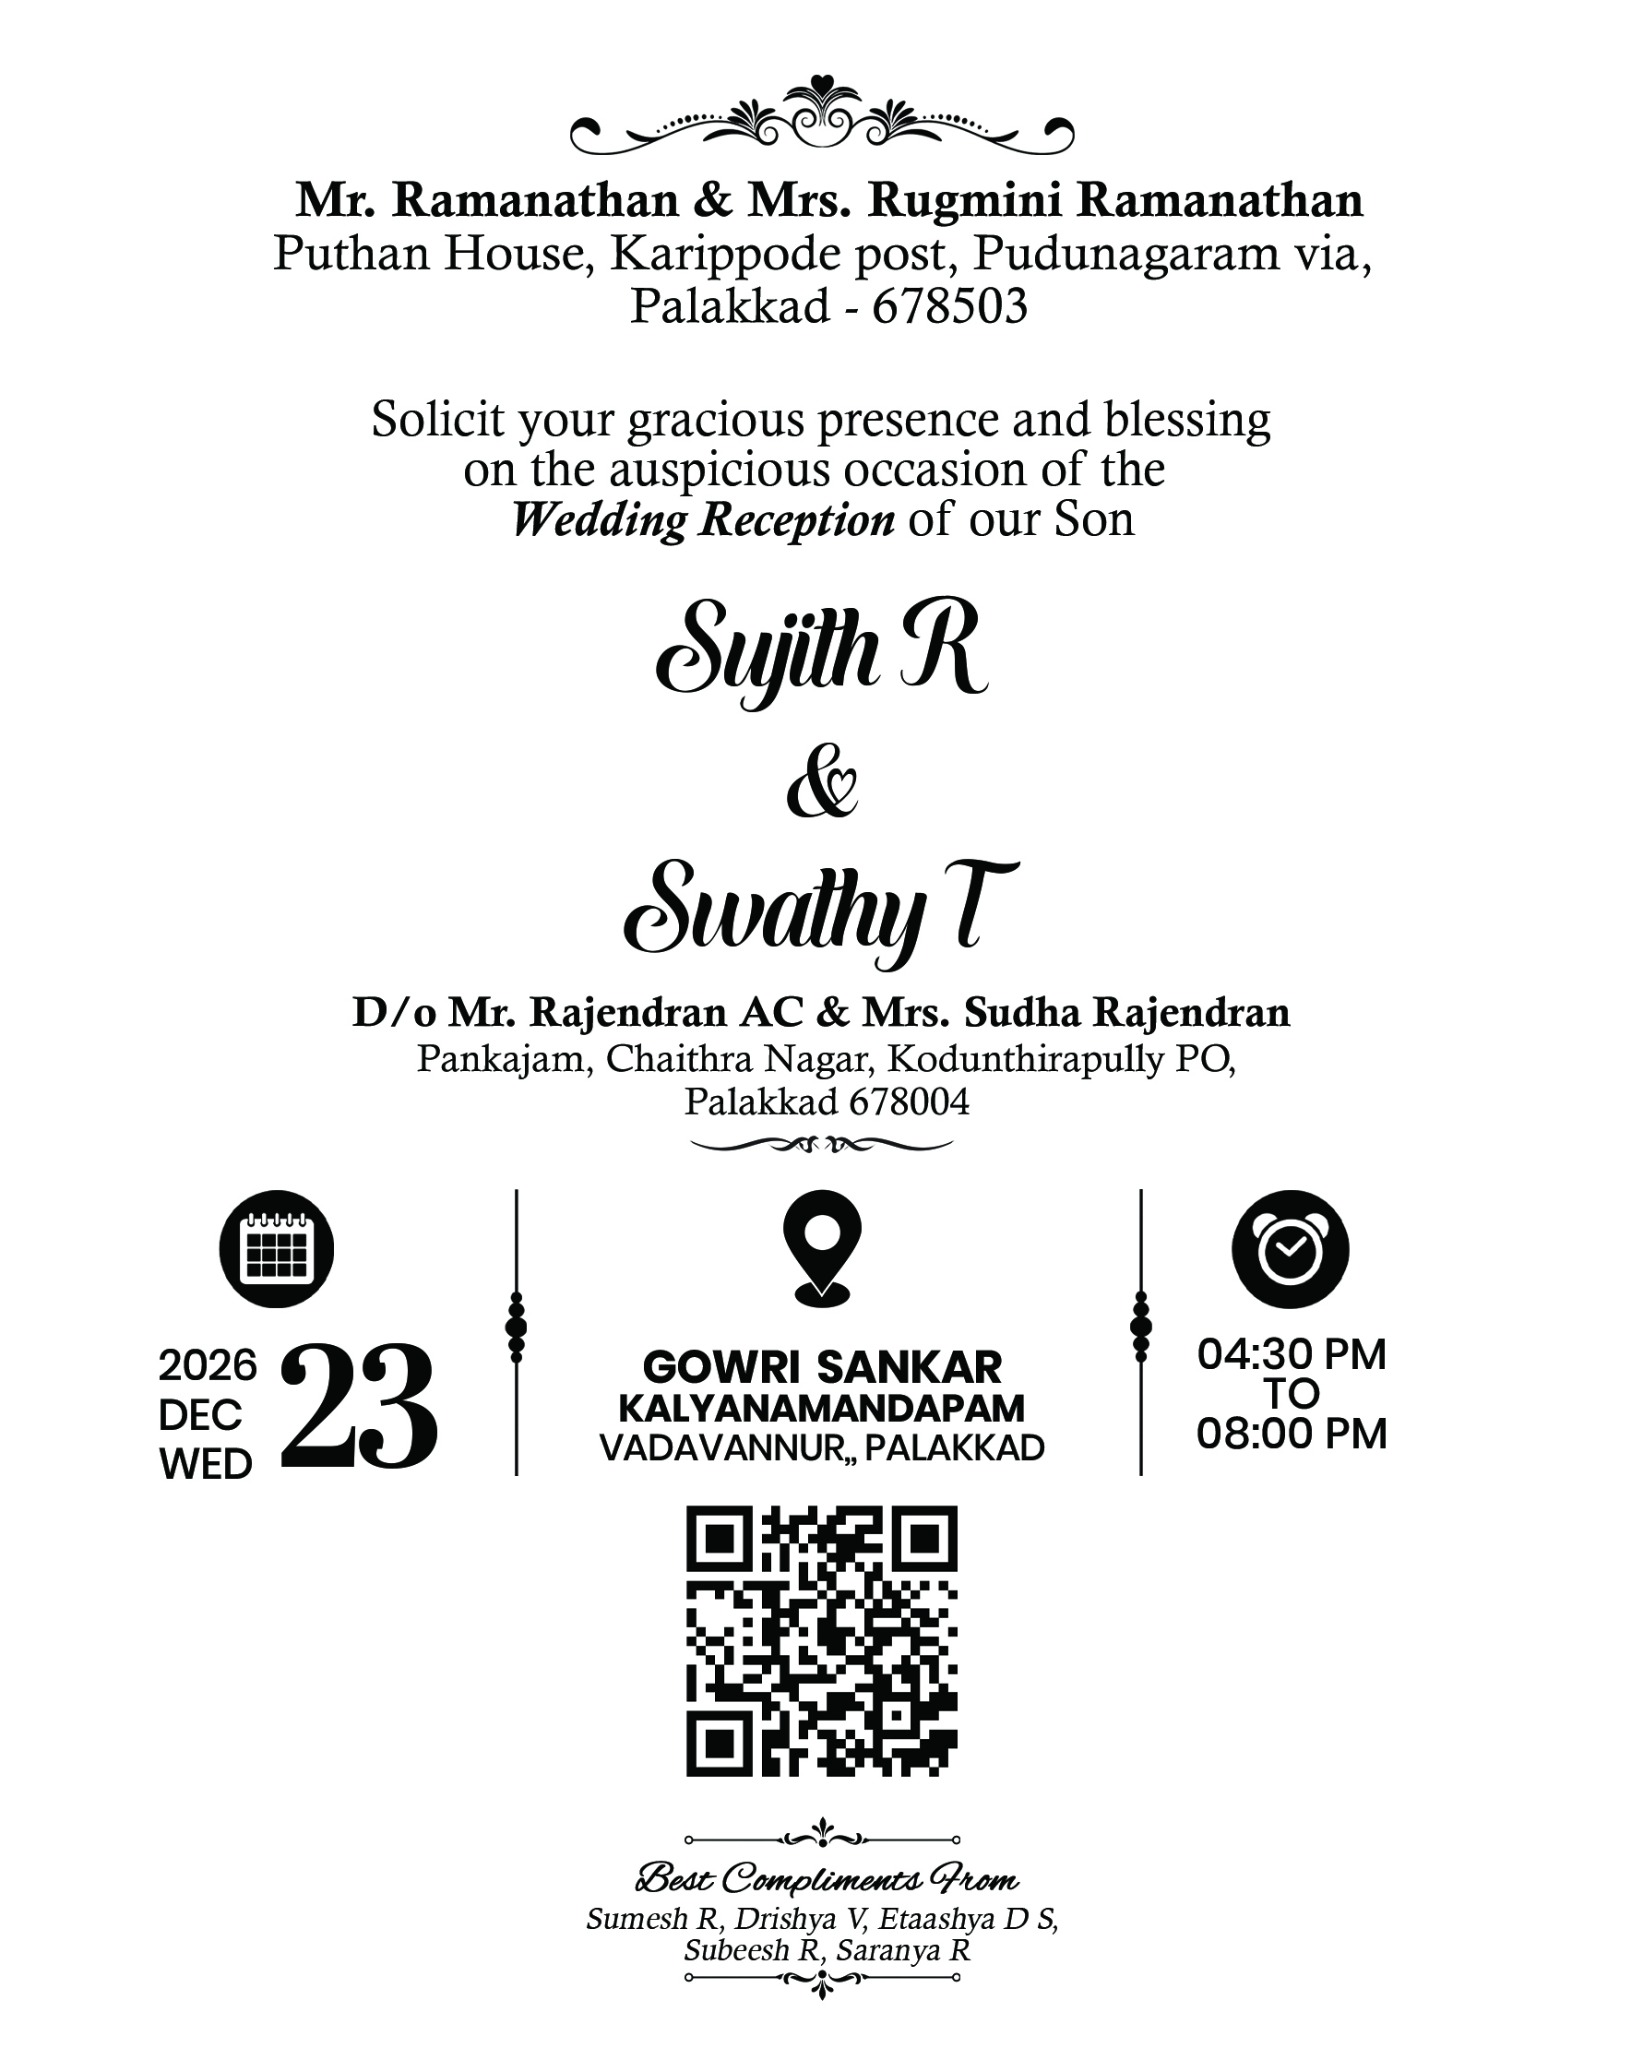 Mr. Ramanathan & Mrs. Rugmini Ramanathan
Puthan House, Karippode post, Pudunagaram via,
Palakkad - 678503
Solicit your gracious presence and blessing
on the auspicious occasion of the
Wedding Reception of our Son
Sujith R
&
Swathy T
D/o Mr. Rajendran AC & Mrs. Sudha Rajendran
Pankajam, Chaithra Nagar, Kodunthirapully PO,
Palakkad 678004
2026
DEC
WED
23
GOWRI SANKAR
KALYANAMANDAPAM
VADAVANNUR,, PALAKKAD
04:30 PM
TO
08:00 PM
Best Compliments From
Sumesh R, Drishya V, Etaashya D S,
Subeesh R, Saranya R